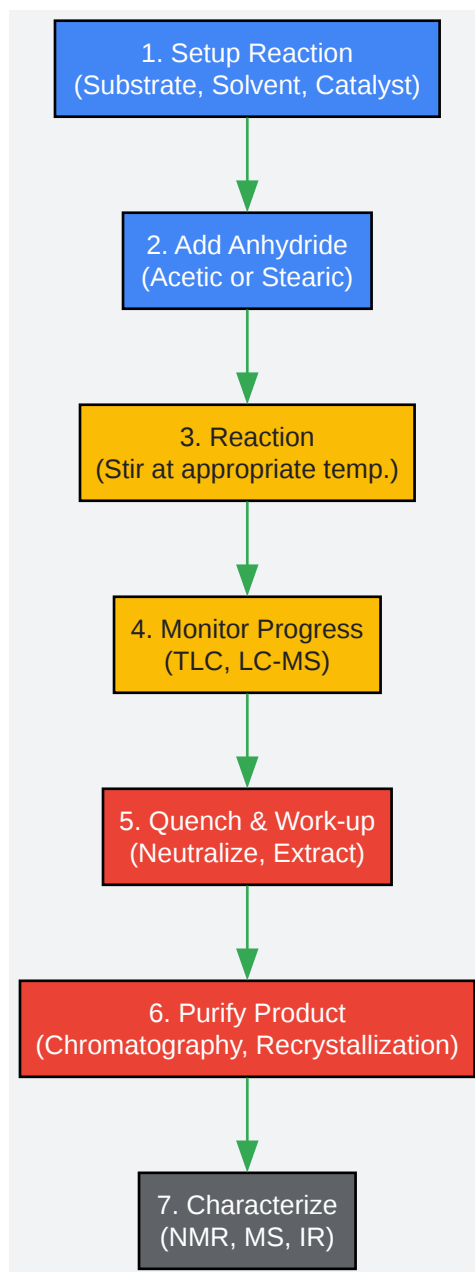 1. Setup Reaction
(Substrate, Solvent, Catalyst)
2. Add Anhydride
(Acetic or Stearic)
3. Reaction
(Stir at appropriate temp.)
4. Monitor Progress
(TLC, LC-MS)
5. Quench & Work-up
(Neutralize, Extract)
6. Purify Product
(Chromatography, Recrystallization)
7. Characterize
(NMR, MS, IR)